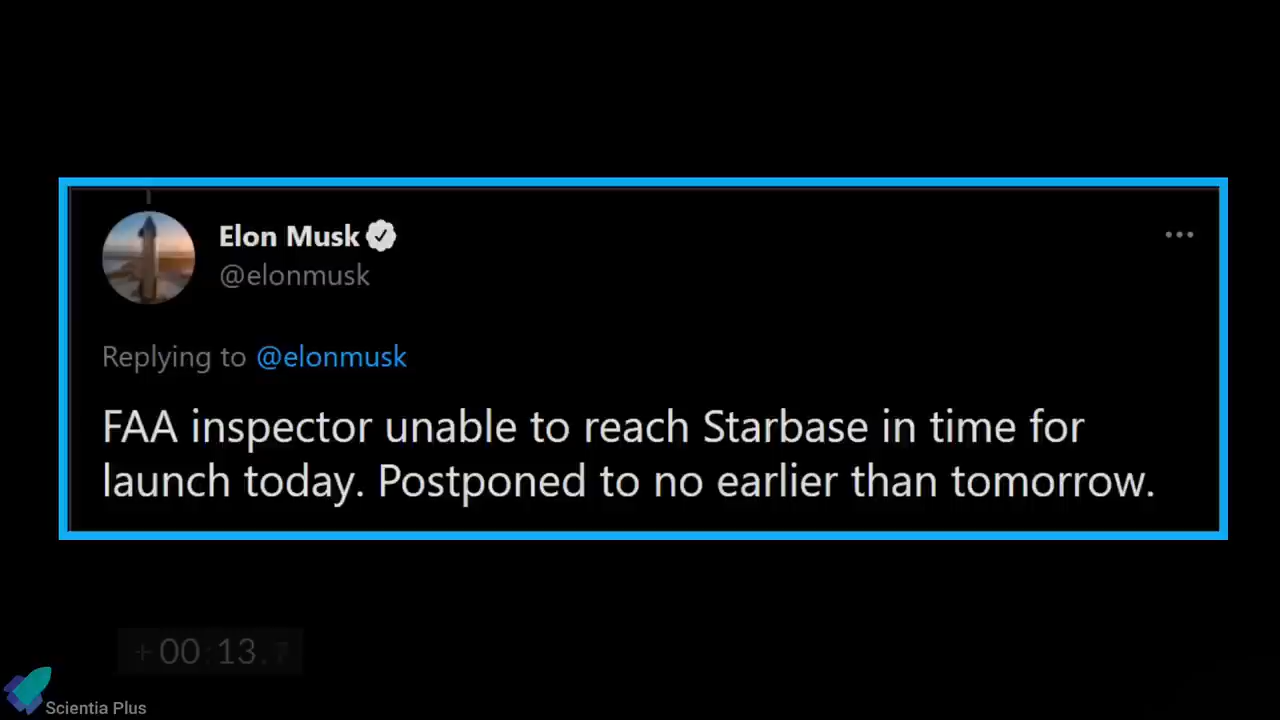 Elon Musk
@elonmusk
Replying to @elonmusk
FAA inspector unable to reach Starbase in time for
launch today. Postponed to no earlier than tomorrow.
+00:13.7
Scientia Plus